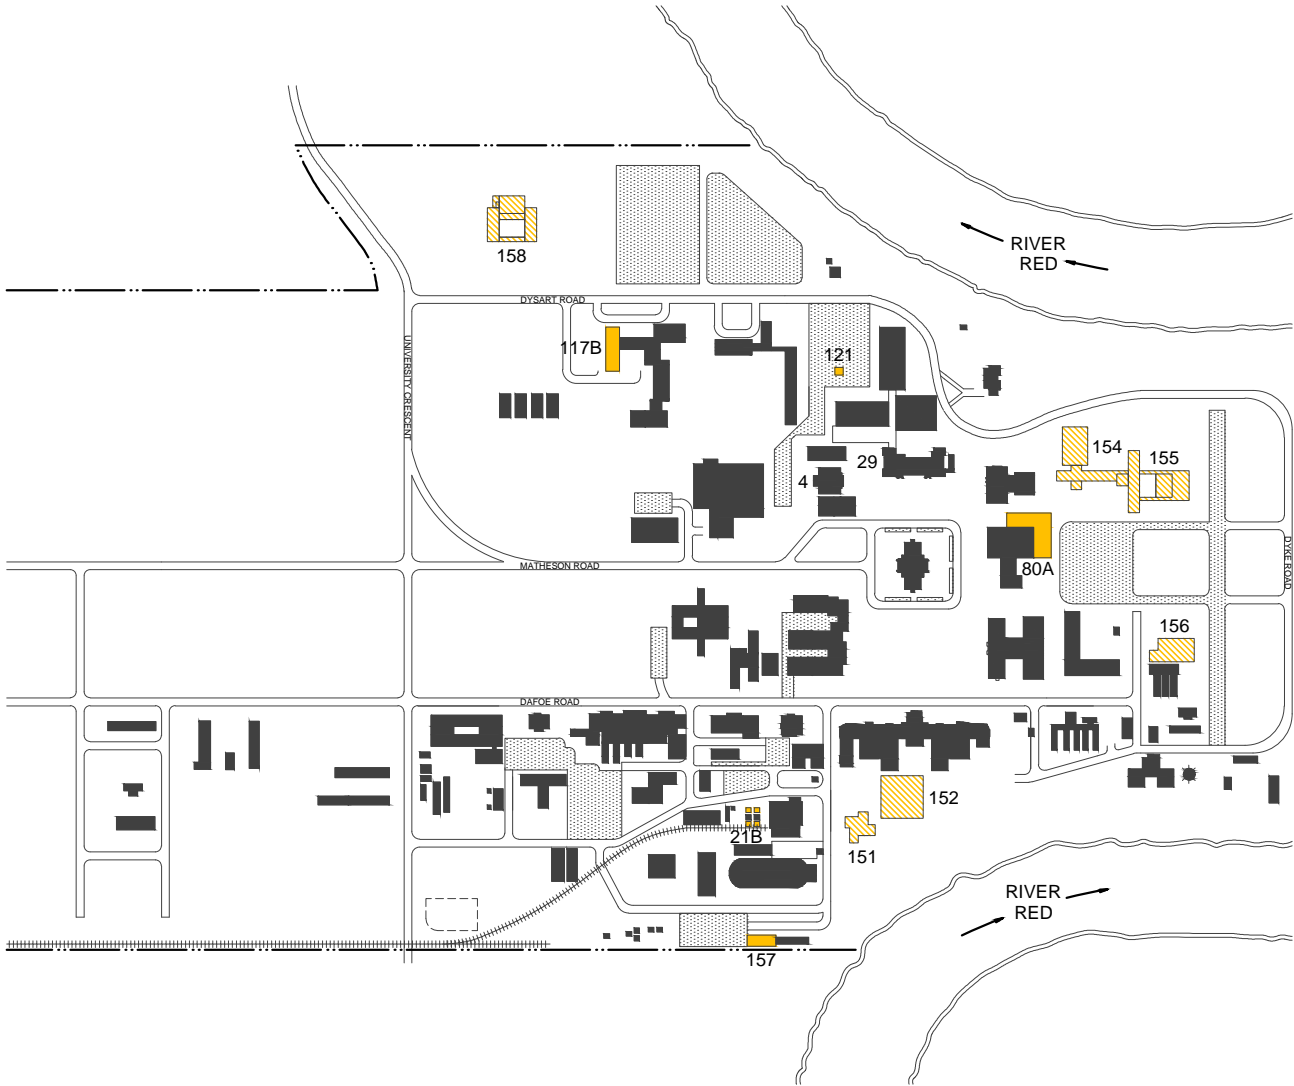 RIVER
RED
158
DYSART ROAD
UNIVERSITY CRESCENT
117B
121
154
155
29
4
80A
DYKE ROAD
MATHESON ROAD
156
DAFOE ROAD
152
21B
151
RIVER
RED
157